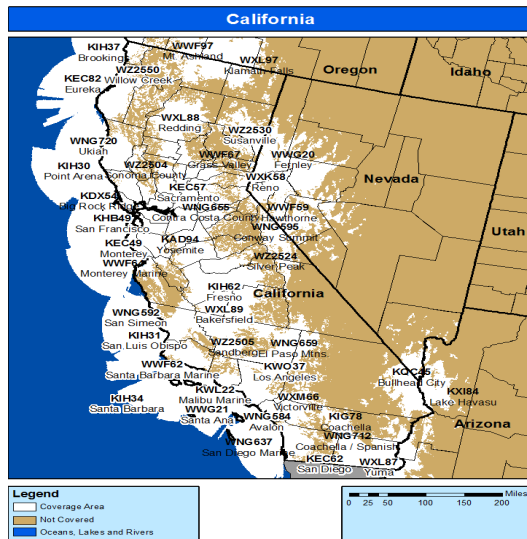 California
KIH37
Brookings
WWF97
Mt. Ashland
WXL97
Klamath Falls
Oregon
Idaho
KEC82
Eureka
WZ2550
Willow Creek
WXL88
Redding
WZ2530
Susanville
WNG720
Ukiah
WWF67
Grass Valley
WWG20
Fernley
KIH30
Point Arena
WZ2504
Sonoma County
WXK58
Reno
Nevada
KDX54
Big Rock Ridge
KEC57
Sacramento
WNG655
Contra Costa County
WWF59
Hawthorne
KHB49
San Francisco
WNG595
Conway Summit
Utah
KEC49
Monterey
KAD94
Yosemite
WWF64
Monterey Marine
WZ2524
Silver Peak
KIH62
Fresno
California
WNG592
San Simeon
WXL89
Bakersfield
KIH31
San Luis Obispo
WZ2505
Sandberg
WNG659
El Paso Mtns.
WWF62
Santa Barbara Marine
KWO37
Los Angeles
KQC45
Bullhead City
KIH34
Santa Barbara
KWL22
Malibu Marine
WXM66
Victorville
KXI84
Lake Havasu
WWG21
Santa Ana
WNG584
Avalon
KIG78
Coachella
Arizona
WNG637
San Diego Marine
WNG712
Coachella / Spanish
KEC62
San Diego
WXL87
Yuma
Legend
Coverage Area
Not Covered
Oceans, Lakes and Rivers
Miles
0 25 50 100 150 200